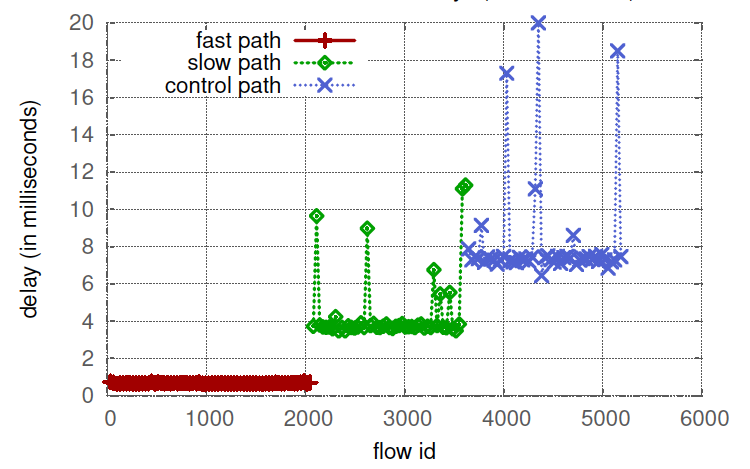 20
18
16
14
12
10
8
6
4
2
0
delay (in milliseconds)
fast path
slow path
control path
0 1000 2000 3000 4000 5000 6000
flow id